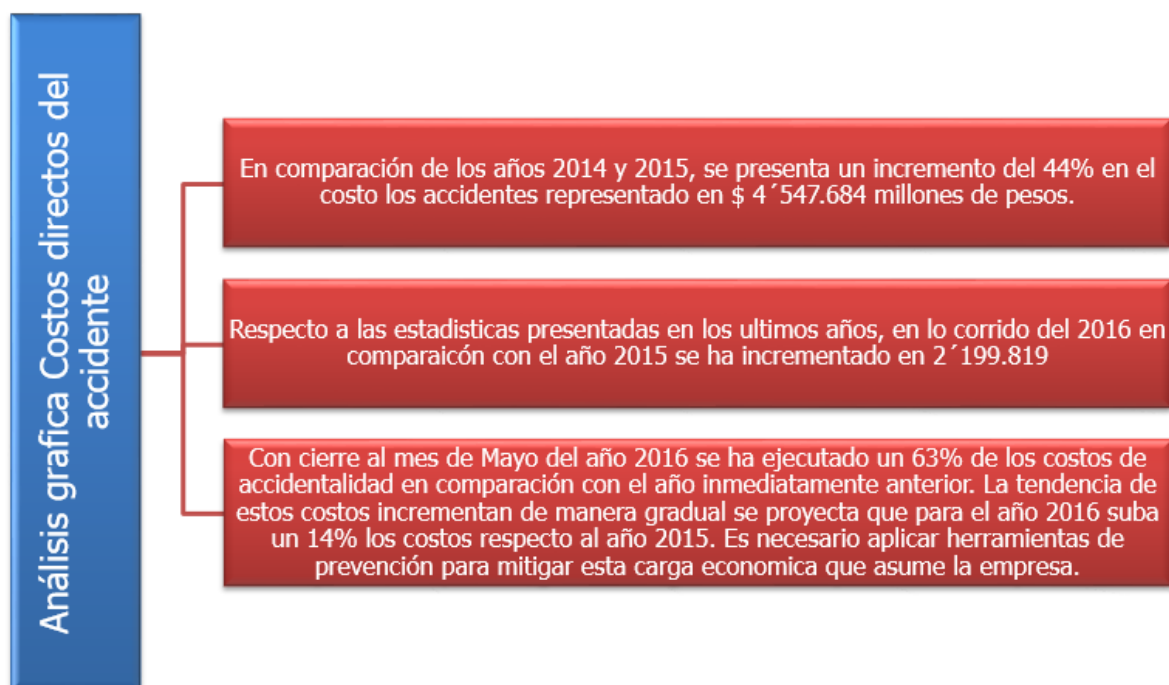 Análisis grafica Costos directos del
accidente
En comparación de los años 2014 y 2015, se presenta un incremento del 44% en el
costo los accidentes representado en $ 4´547.684 millones de pesos.
Respecto a las estadisticas presentadas en los ultimos años, en lo corrido del 2016 en
comparaicón con el año 2015 se ha incrementado en 2´199.819
Con cierre al mes de Mayo del año 2016 se ha ejecutado un 63% de los costos de
accidentalidad en comparación con el año inmediatamente anterior. La tendencia de
estos costos incrementan de manera gradual se proyecta que para el año 2016 suba
un 14% los costos respecto al año 2015. Es necesario aplicar herramientas de
prevención para mitigar esta carga economica que asume la empresa.